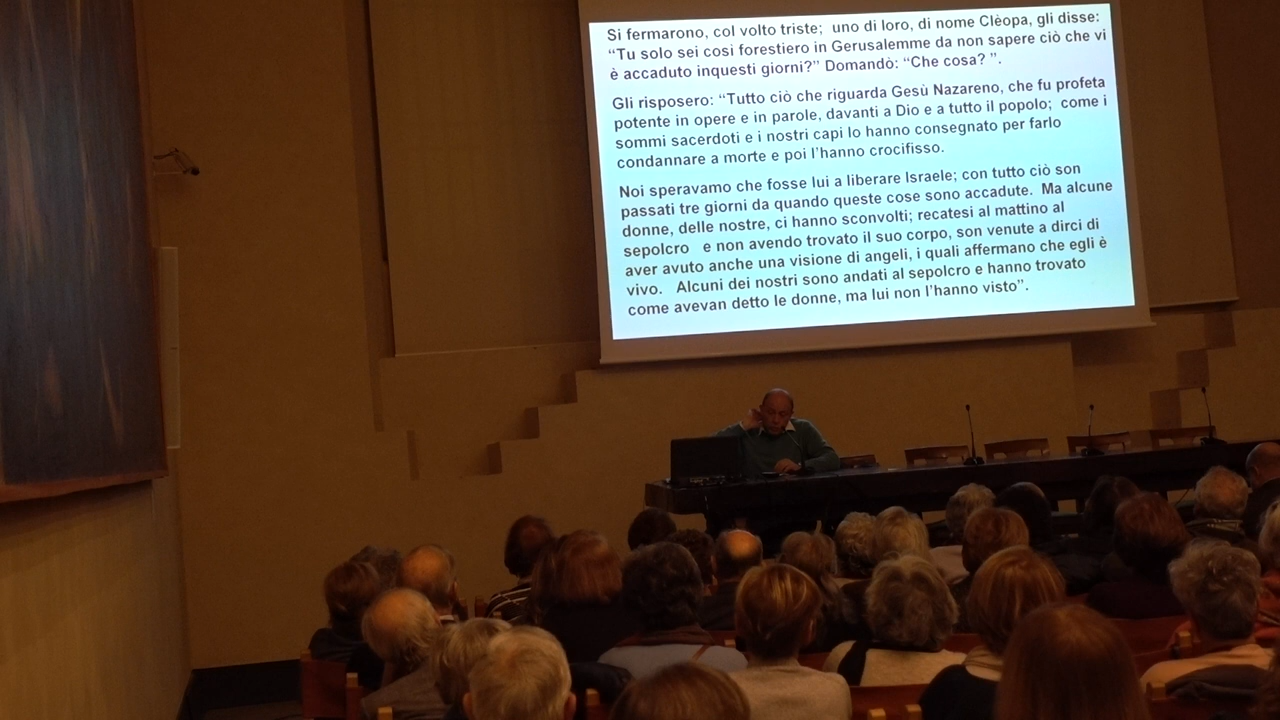 Si fermarono, col volto triste;  uno di loro, di nome Clèopa, gli disse:
“Tu solo sei cosi forestiero in Gerusalemme da non sapere ciò che vi
è accaduto inquesti giorni?” Domandò: “Che cosa? ”.
Gli risposero: “Tutto ciò che riguarda Gesù Nazareno, che fu profeta
potente in opere e in parole, davanti a Dio e a tutto il popolo;  come i
sommi sacerdoti e i nostri capi lo hanno consegnato per farlo
condannare a morte e poi l’hanno crocifisso.
Noi speravamo che fosse lui a liberare Israele; con tutto ciò son
passati tre giorni da quando queste cose sono accadute.  Ma alcune
donne, delle nostre, ci hanno sconvolti; recatesi al mattino al
sepolcro   e non avendo trovato il suo corpo, son venute a dirci di
aver avuto anche una visione di angeli, i quali affermano che egli è
vivo.   Alcuni dei nostri sono andati al sepolcro e hanno trovato
come avevan detto le donne, ma lui non l’hanno visto”.